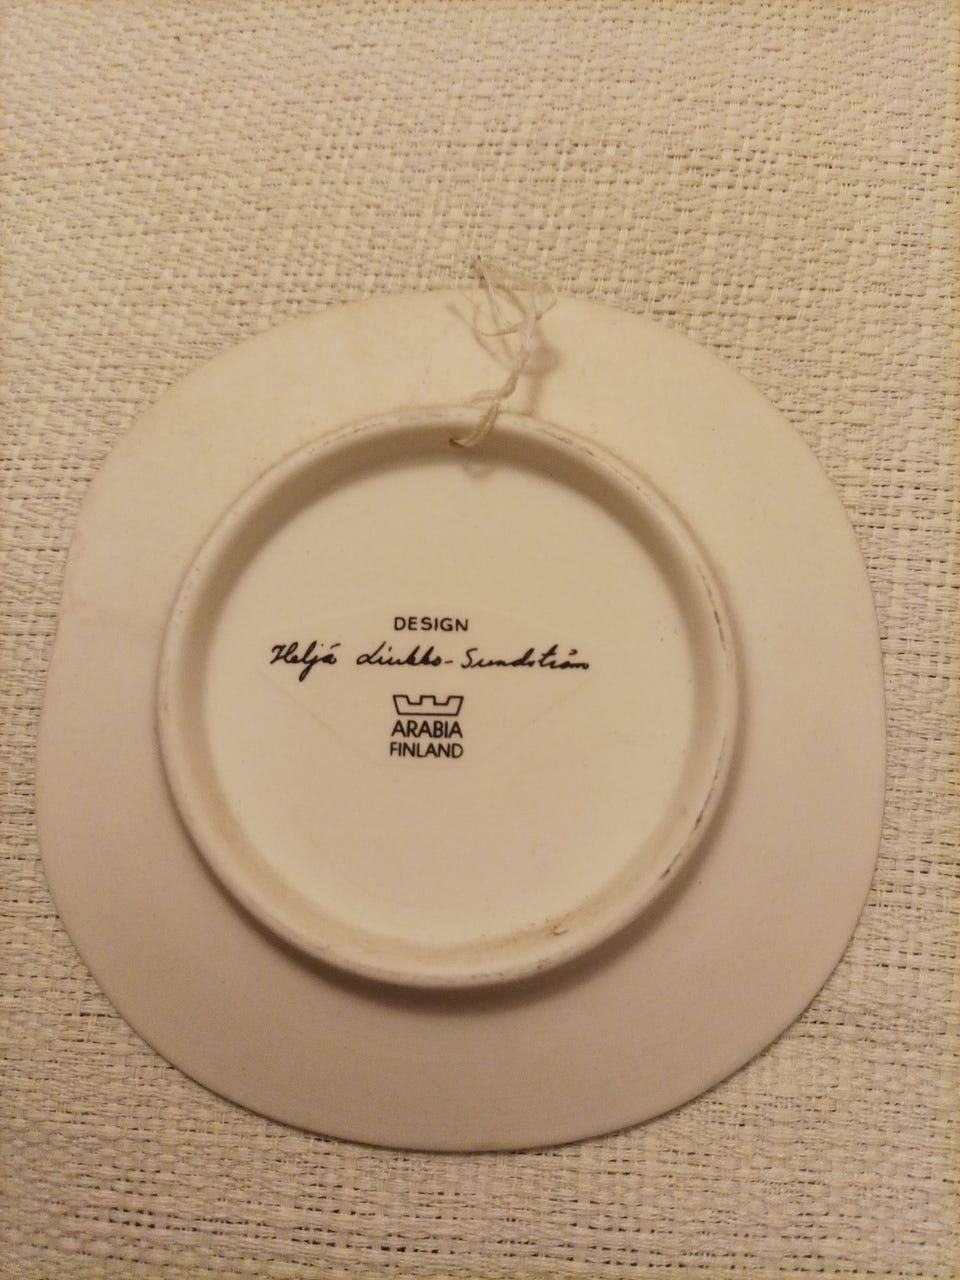 DESIGN
Heljä Liukko-Sundström
ARABIA
FINLAND